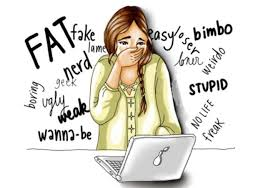 FAT
fake
lame
easy
loser
bimbo
nerd
geek
weirdo
boring
ugly
weak
STUPID
wanna-be
NO LIFE
freak